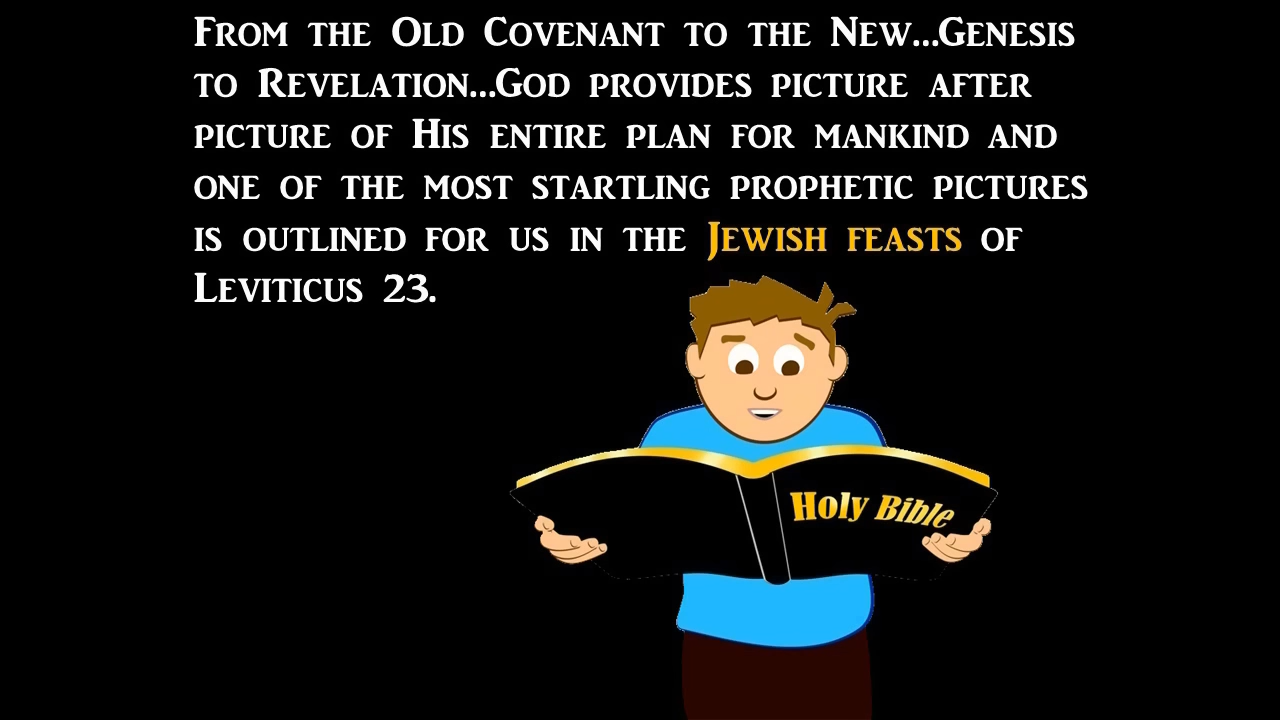 From the Old Covenant to the New...Genesis
to Revelation...God provides picture after
picture of His entire plan for mankind and
one of the most startling prophetic pictures
is outlined for us in the Jewish feasts of
Leviticus 23.
Holy Bible